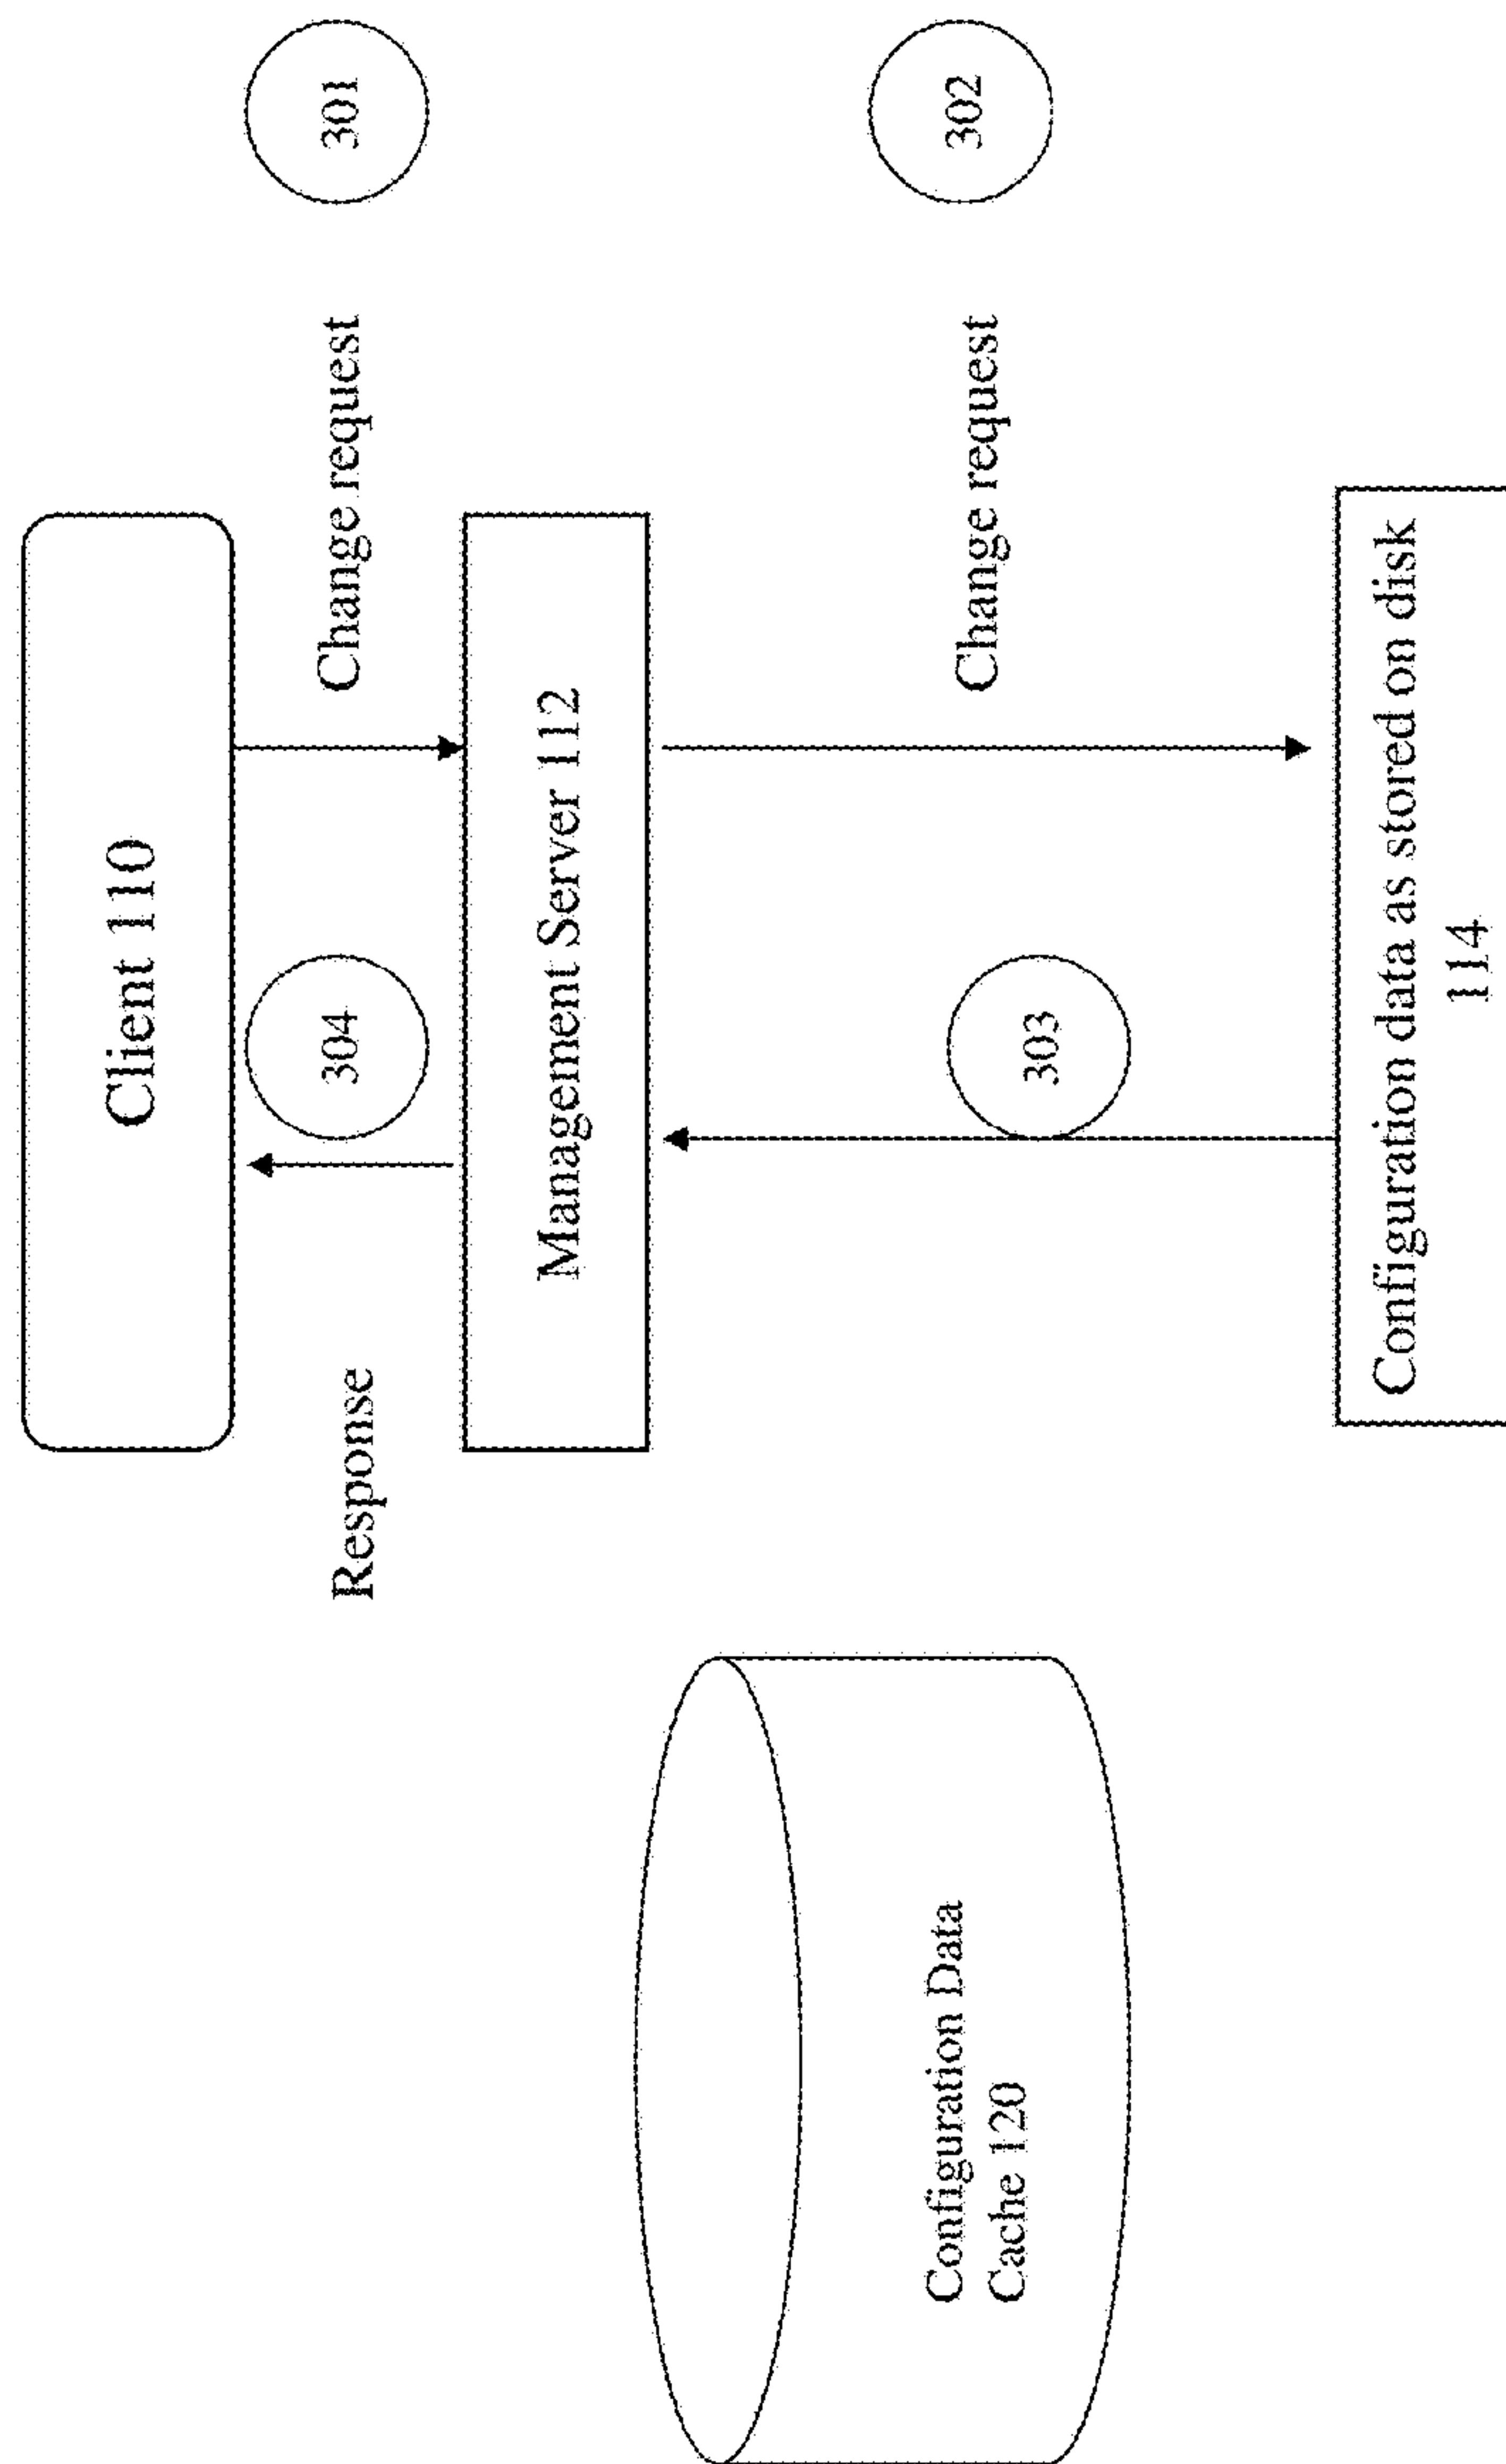 Client 110
301
Change request
304
Response
Management Server 112
302
Change request
303
Configuration Data
Cache 120
Configuration data as stored on disk
114